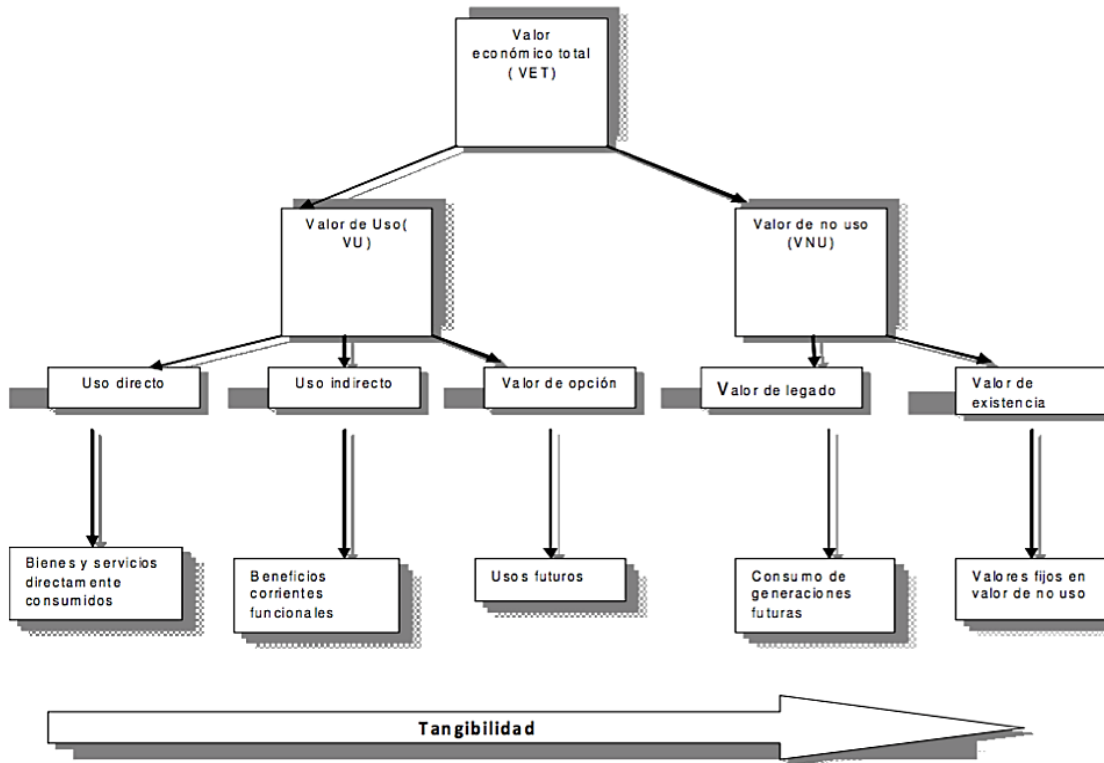 Valor
económico total
( VET)
Valor de Uso(
VU)
Valor de no uso
(VNU)
Uso directo
Uso indirecto
Valor de opción
Valor de legado
Valor de
existencia
Bienes y servicios
directamente
consumidos
Beneficios
corrientes
funcionales
Usos futuros
Consumo de
generaciones
futuras
Valores fijos en
valor de no uso
Tangibilidad